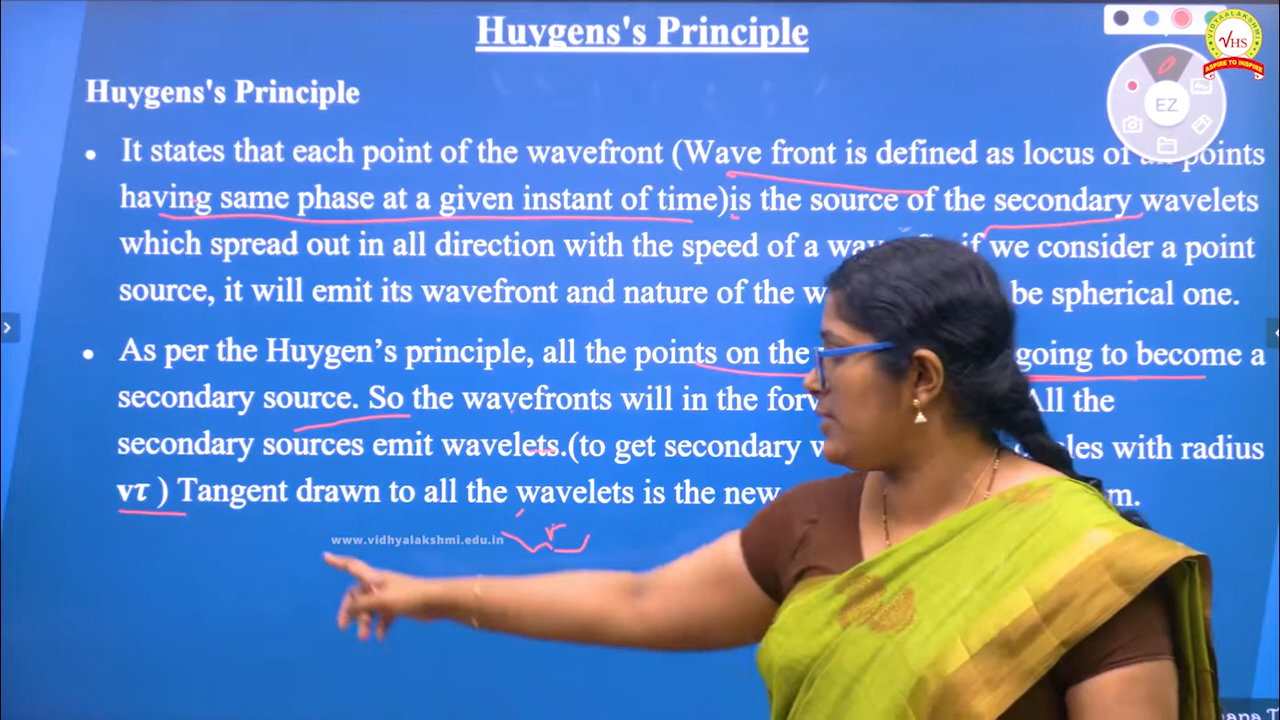 Huygens's Principle
VIDYAALAKSHMI
VHS
ASPIRE TO INSPIRE
EZ
Huygens's Principle
• It states that each point of the wavefront (Wave front is defined as locus of points
having same phase at a given instant of time)is the source of the secondary wavelets
which spread out in all direction with the speed of a if we consider a point
source, it will emit its wavefront and nature of the be spherical one.
• As per the Huygen’s principle, all the points on the going to become a
secondary source. So the wavefronts will in the All the
secondary sources emit wavelets.(to get secondary with radius
vτ ) Tangent drawn to all the wavelets is the new
www.vidhyalakshmi.edu.in